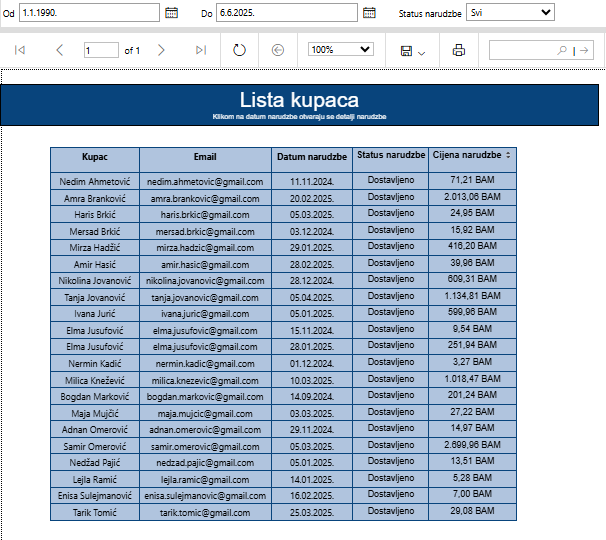 Od 1.1.1990. Do 6.6.2025. Status narudzbe Svi
1 of 1 100%
Lista kupaca
Klikom na datum narudzbe otvaraju se detalji narudzbe
Kupac Email Datum narudzbe Status narudzbe Cijena narudzbe
Nedim Ahmetović nedim.ahmetovic@gmail.com 11.11.2024. Dostavljeno 71,21 BAM
Amra Branković amra.brankovic@gmail.com 20.02.2025. Dostavljeno 2.013,06 BAM
Haris Brkić haris.brkic@gmail.com 05.03.2025. Dostavljeno 24,95 BAM
Mersad Brkić mersad.brkic@gmail.com 03.12.2024. Dostavljeno 15,92 BAM
Mirza Hadžić mirza.hadzic@gmail.com 29.01.2025. Dostavljeno 416,20 BAM
Amir Hasić amir.hasic@gmail.com 28.02.2025. Dostavljeno 39,96 BAM
Nikolina Jovanović nikolina.jovanovic@gmail.com 28.12.2024. Dostavljeno 609,31 BAM
Tanja Jovanović tanja.jovanovic@gmail.com 05.04.2025. Dostavljeno 1.134,81 BAM
Ivana Jurić ivana.juric@gmail.com 05.01.2025. Dostavljeno 599,96 BAM
Elma Jusufović elma.jusufovic@gmail.com 15.11.2024. Dostavljeno 9,54 BAM
Elma Jusufović elma.jusufovic@gmail.com 28.01.2025. Dostavljeno 251,94 BAM
Nermin Kadić nermin.kadic@gmail.com 01.12.2024. Dostavljeno 3,27 BAM
Milica Knežević milica.knezevic@gmail.com 10.03.2025. Dostavljeno 1.018,47 BAM
Bogdan Marković bogdan.markovic@gmail.com 14.09.2024. Dostavljeno 201,24 BAM
Maja Mujčić maja.mujcic@gmail.com 03.03.2025. Dostavljeno 27,22 BAM
Adnan Omerović adnan.omerovic@gmail.com 29.11.2024. Dostavljeno 14,97 BAM
Samir Omerović samir.omerovic@gmail.com 05.03.2025. Dostavljeno 2.699,96 BAM
Nedžad Pajić nedzad.pajic@gmail.com 05.01.2025. Dostavljeno 13,51 BAM
Lejla Ramić lejla.ramic@gmail.com 14.01.2025. Dostavljeno 5,28 BAM
Enisa Sulejmanović enisa.sulejmanovic@gmail.com 16.02.2025. Dostavljeno 7,00 BAM
Tarik Tomić tarik.tomic@gmail.com 25.03.2025. Dostavljeno 29,08 BAM